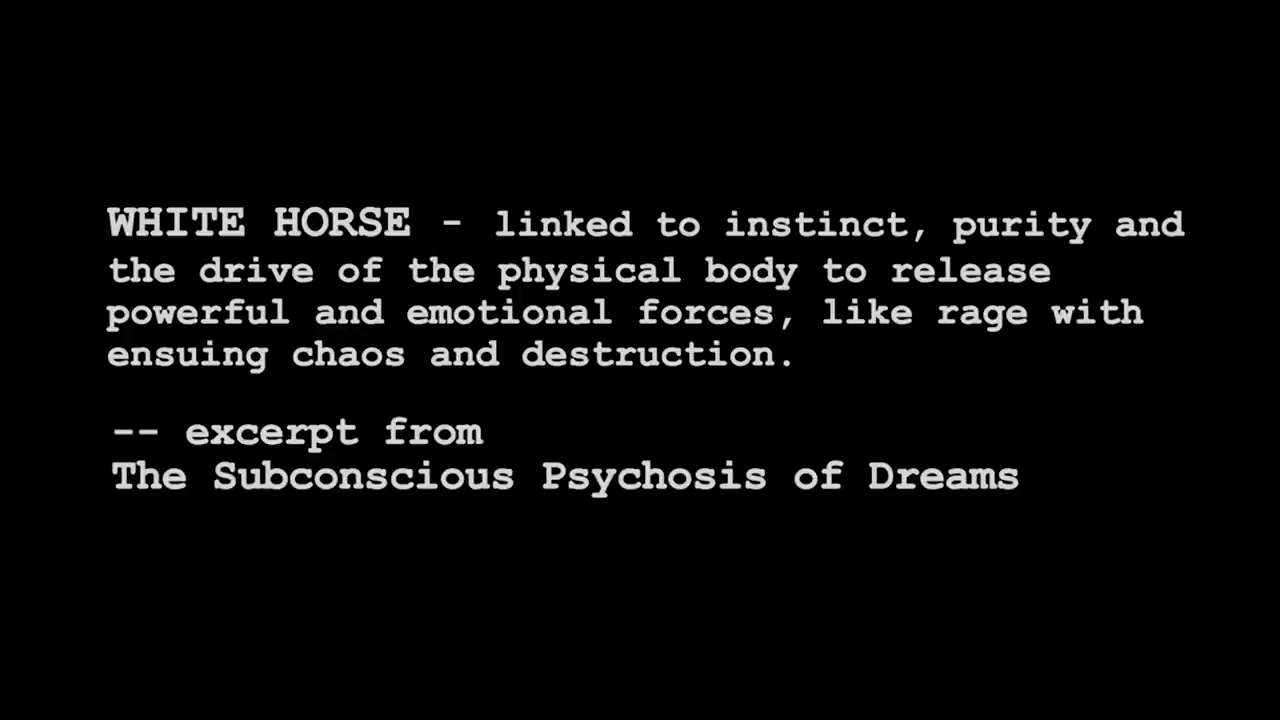 WHITE HORSE - linked to instinct, purity and
the drive of the physical body to release
powerful and emotional forces, like rage with
ensuing chaos and destruction.
-- excerpt from
The Subconscious Psychosis of Dreams